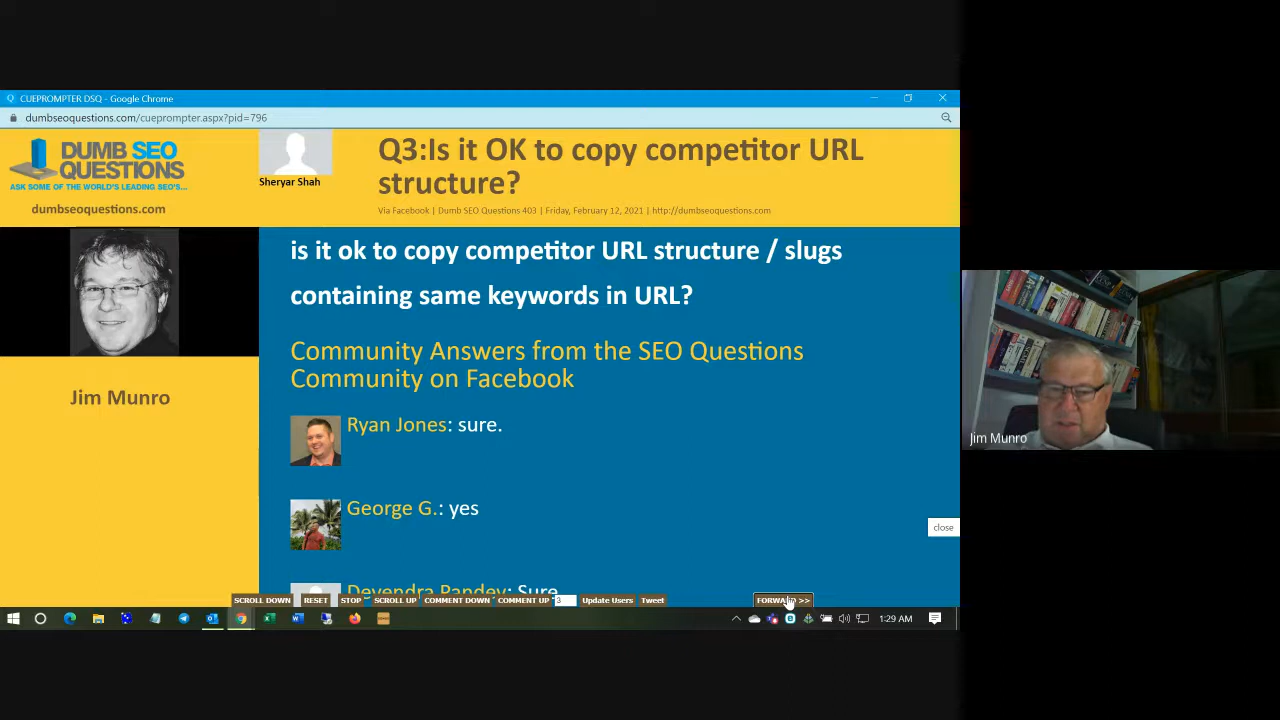 CUEPROMPTER DSQ - Google Chrome
dumbseoquestions.com/cueprompter.aspx?pid=796
DUMB SEO
QUESTIONS
ASK SOME OF THE WORLD'S LEADING SEO'S...
dumbseoquestions.com
Sheryar Shah
Q3:Is it OK to copy competitor URL
structure?
Via Facebook | Dumb SEO Questions 403 | Friday, February 12, 2021 | http://dumbseoquestions.com
Jim Munro
is it ok to copy competitor URL structure / slugs
containing same keywords in URL?
Community Answers from the SEO Questions
Community on Facebook
Ryan Jones: sure.
George G.: yes
Devendra Pandey: Sure
close
SCROLL DOWN RESET STOP SCROLL UP COMMENT DOWN COMMENT UP Update Users Tweet FORWARD >>
1:29 AM
Jim Munro